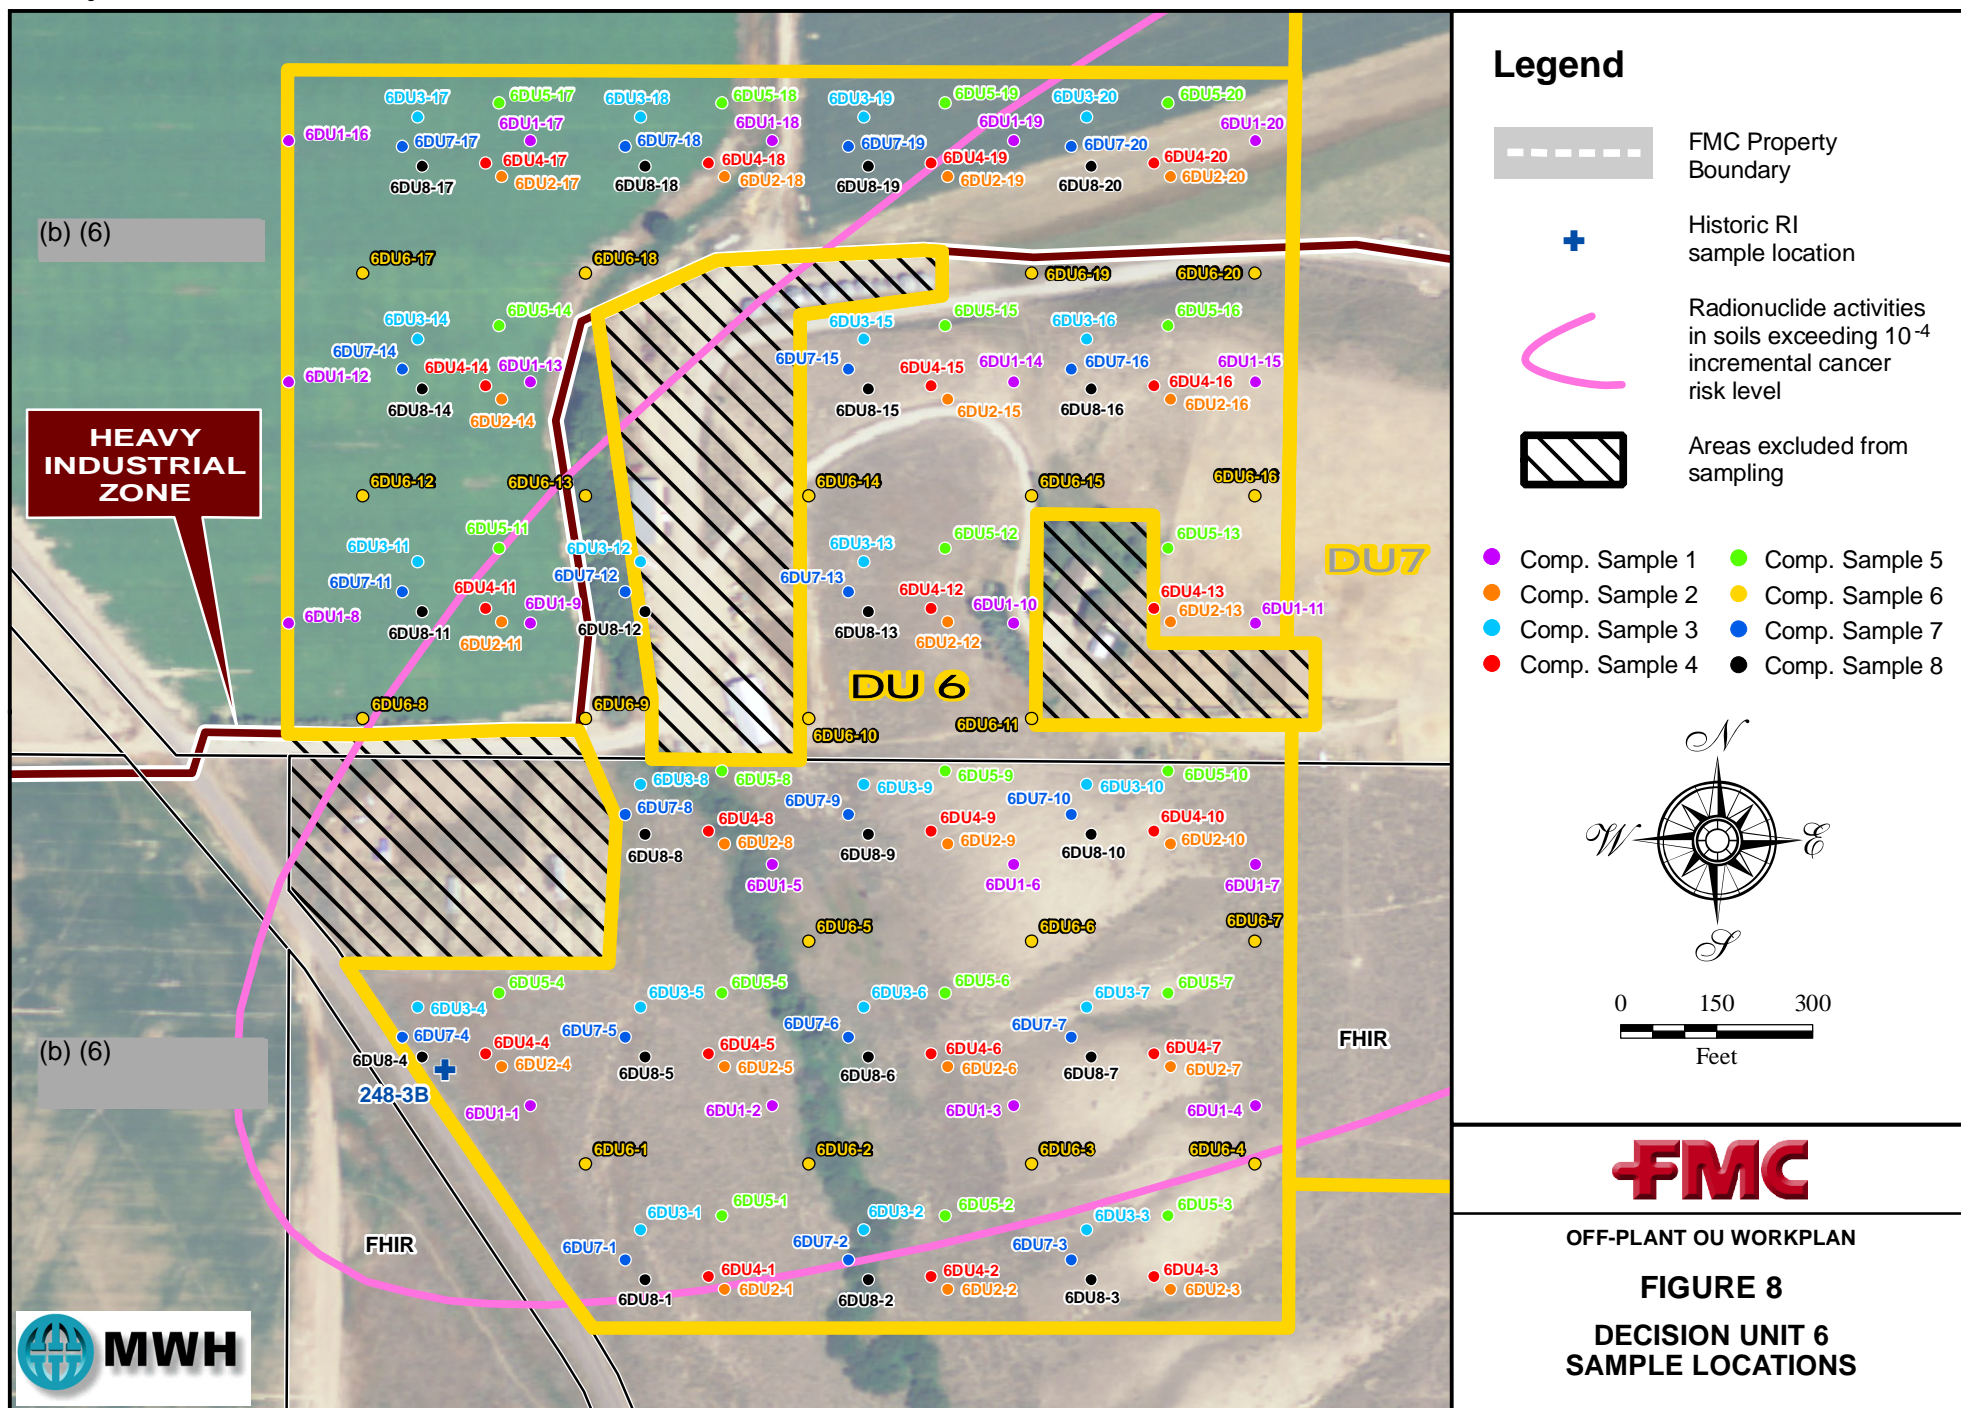 6DU3-17
6DU5-17
6DU3-18
6DU5-18
6DU3-19
6DU5-19
6DU3-20
6DU5-20
6DU1-16
6DU7-17
6DU1-17
6DU7-18
6DU1-18
6DU7-19
6DU1-19
6DU7-20
6DU1-20
6DU8-17
6DU4-17
6DU2-17
6DU8-18
6DU4-18
6DU2-18
6DU8-19
6DU4-19
6DU2-19
6DU8-20
6DU4-20
6DU2-20
(b) (6)
6DU6-17
6DU6-18
6DU6-19
6DU6-20
6DU3-14
6DU5-14
6DU3-15
6DU5-15
6DU3-16
6DU5-16
6DU7-14
6DU4-14
6DU1-13
6DU7-15
6DU4-15
6DU1-14
6DU7-16
6DU4-16
6DU1-15
6DU1-12
6DU8-14
6DU2-14
6DU8-15
6DU2-15
6DU8-16
6DU2-16
HEAVY
INDUSTRIAL
ZONE
6DU6-12
6DU6-13
6DU6-14
6DU6-15
6DU6-16
6DU5-11
6DU3-11
6DU3-12
6DU3-13
6DU5-12
6DU5-13
DU7
6DU7-11
6DU4-11
6DU7-12
6DU7-13
6DU4-12
6DU4-13
6DU1-8
6DU8-11
6DU2-11
6DU1-9
6DU8-12
6DU8-13
6DU2-12
6DU1-10
6DU2-13
6DU1-11
DU 6
6DU6-8
6DU6-9
6DU6-10
6DU6-11
6DU3-8
6DU5-8
6DU3-9
6DU5-9
6DU3-10
6DU5-10
6DU7-8
6DU4-8
6DU7-9
6DU4-9
6DU7-10
6DU4-10
6DU8-8
6DU2-8
6DU8-9
6DU2-9
6DU8-10
6DU2-10
6DU1-5
6DU1-6
6DU1-7
6DU6-5
6DU6-6
6DU6-7
6DU3-4
6DU5-4
6DU3-5
6DU5-5
6DU3-6
6DU5-6
6DU3-7
6DU5-7
6DU7-4
6DU7-5
6DU7-6
6DU7-7
FHIR
(b) (6)
6DU8-4
6DU4-4
6DU2-4
6DU8-5
6DU4-5
6DU2-5
6DU8-6
6DU4-6
6DU2-6
6DU8-7
6DU4-7
6DU2-7
248-3B
6DU1-1
6DU1-2
6DU1-3
6DU1-4
6DU6-1
6DU6-2
6DU6-3
6DU6-4
6DU3-1
6DU5-1
6DU3-2
6DU5-2
6DU3-3
6DU5-3
FHIR
6DU7-1
6DU7-2
6DU7-3
6DU8-1
6DU4-1
6DU2-1
6DU8-2
6DU4-2
6DU2-2
6DU8-3
6DU4-3
6DU2-3
MWH
Legend
FMC Property
Boundary
Historic RI
sample location
Radionuclide activities
in soils exceeding 10-4
incremental cancer
risk level
Areas excluded from
sampling
Comp. Sample 1
Comp. Sample 5
Comp. Sample 2
Comp. Sample 6
Comp. Sample 3
Comp. Sample 7
Comp. Sample 4
Comp. Sample 8
N
W
E
S
0 150 300
Feet
FMC
OFF-PLANT OU WORKPLAN
FIGURE 8
DECISION UNIT 6
SAMPLE LOCATIONS